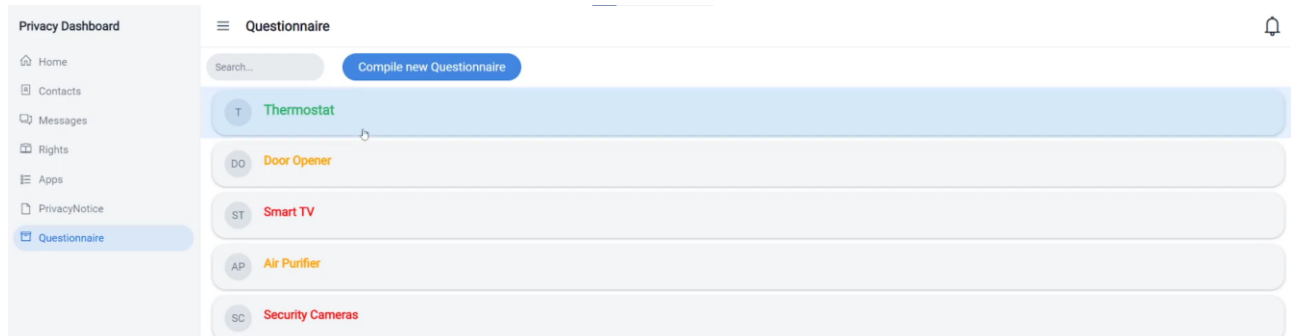 Privacy Dashboard
Home
Contacts
Messages
Rights
Apps
PrivacyNotice
Questionnaire
Questionnaire
Search...
Compile new Questionnaire
T
Thermostat
DO
Door Opener
ST
Smart TV
AP
Air Purifier
SC
Security Cameras